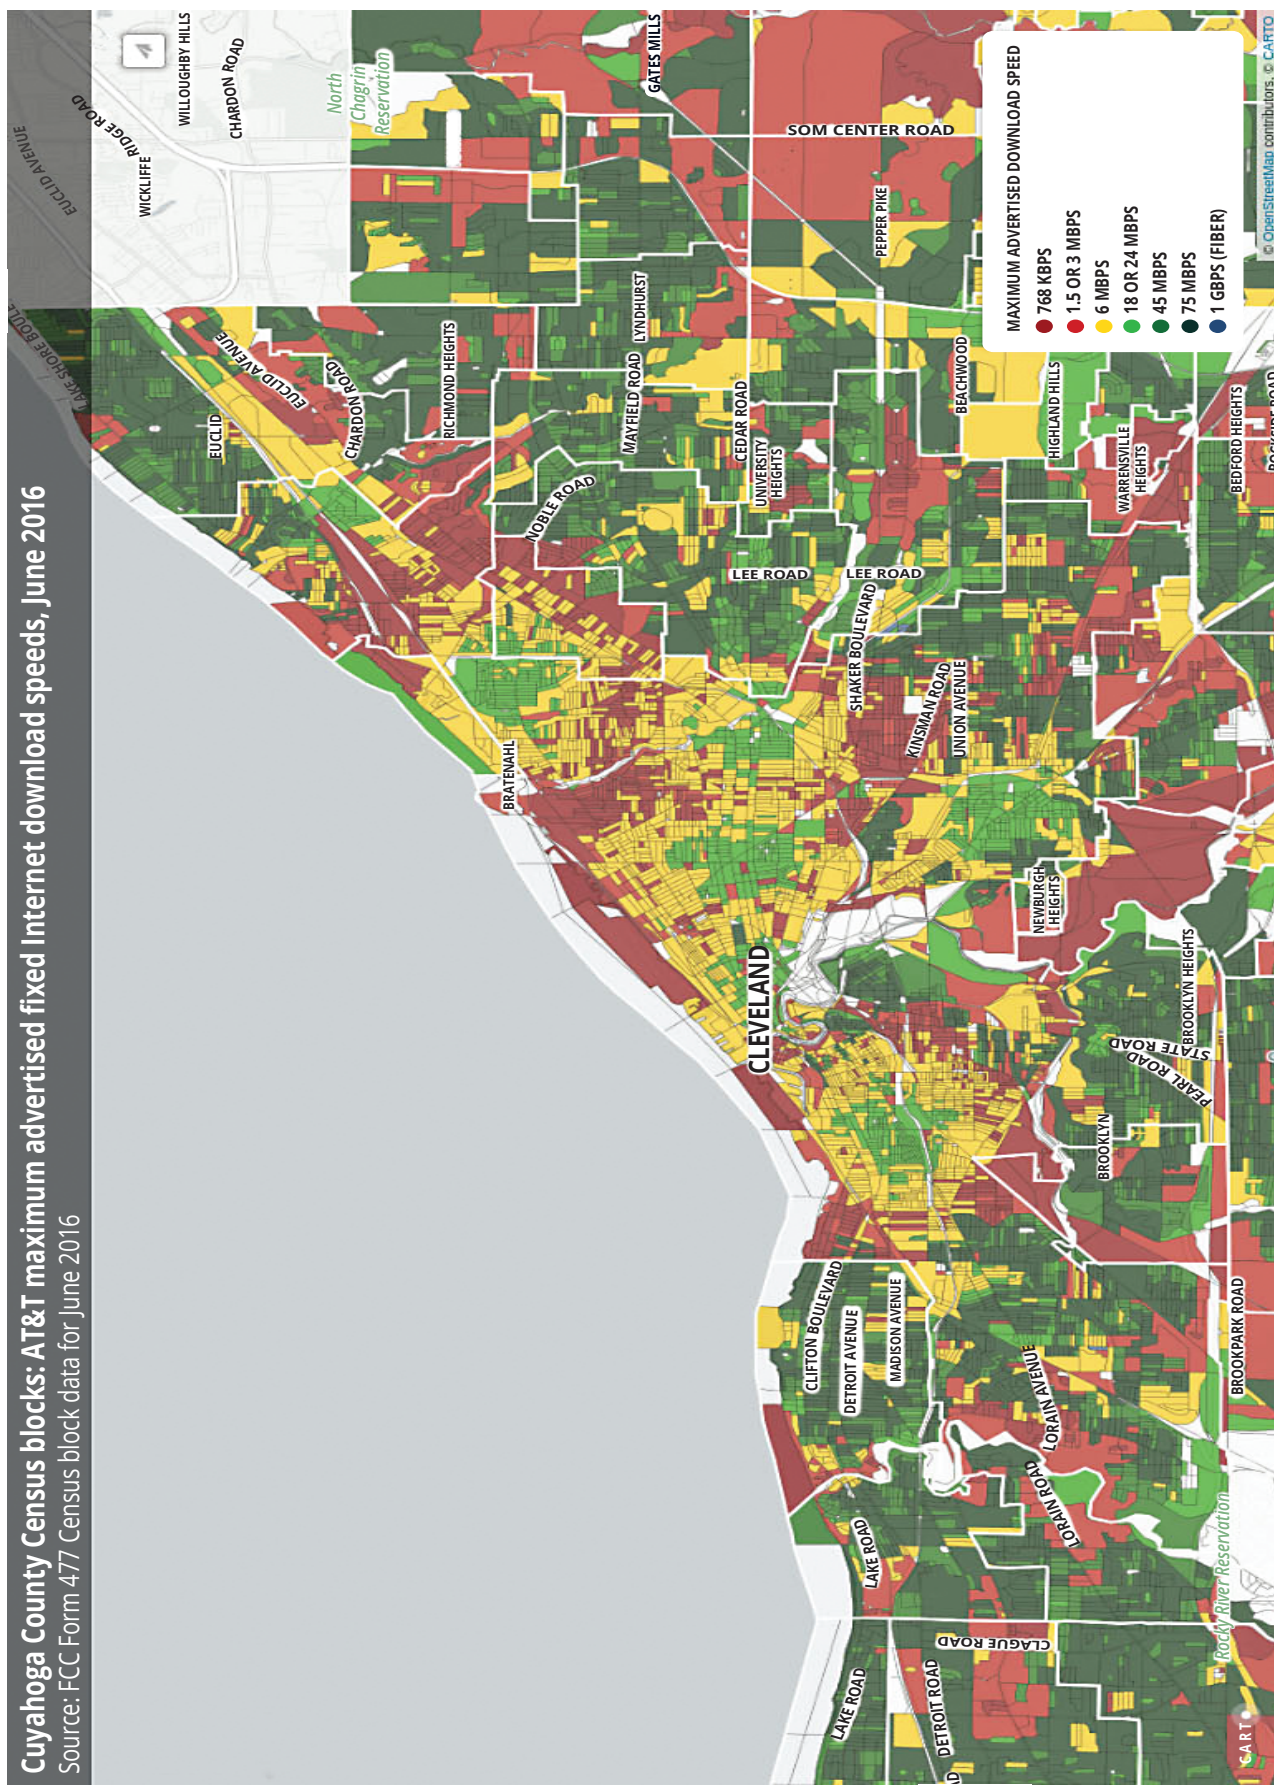 Cuyahoga County Census blocks: AT&T maximum advertised fixed Internet download speeds, June 2016
Source: FCC Form 477 Census block data for June 2016
EUCLID AVENUE
RIDGE ROAD
WILLOUGHBY HILLS
CHARDON ROAD
WICKLIFFE
LAKE SHORE BOULE
North
Chagrin
Reservation
EUCLID
EUCLID AVENUE
CHARDON ROAD
RICHMOND HEIGHTS
GATES MILLS
LYNDHURST
MAYFIELD ROAD
NOBLE ROAD
BRATENAHL
CEDAR ROAD
UNIVERSITY
HEIGHTS
SOM CENTER ROAD
LEE ROAD
LEE ROAD
CLEVELAND
SHAKER BOULEVARD
PEPPER PIKE
KINSMAN ROAD
UNION AVENUE
BEACHWOOD
CLIFTON BOULEVARD
DETROIT AVENUE
MADISON AVENUE
LAKE ROAD
LAKE ROAD
DETROIT ROAD
CLAGUE ROAD
NEWBURGH
HEIGHTS
HIGHLAND HILLS
LORAIN AVENUE
LORAIN ROAD
BROOKLYN
WARRENSVILLE
HEIGHTS
STATE ROAD
PEARL ROAD
BROOKLYN HEIGHTS
BEDFORD HEIGHTS
BROOKPARK ROAD
Rocky River Reservation
MAXIMUM ADVERTISED DOWNLOAD SPEED
768 KBPS
1.5 OR 3 MBPS
6 MBPS
18 OR 24 MBPS
45 MBPS
75 MBPS
1 GBPS (FIBER)
CARTO
© OpenStreetMap contributors, © CARTO